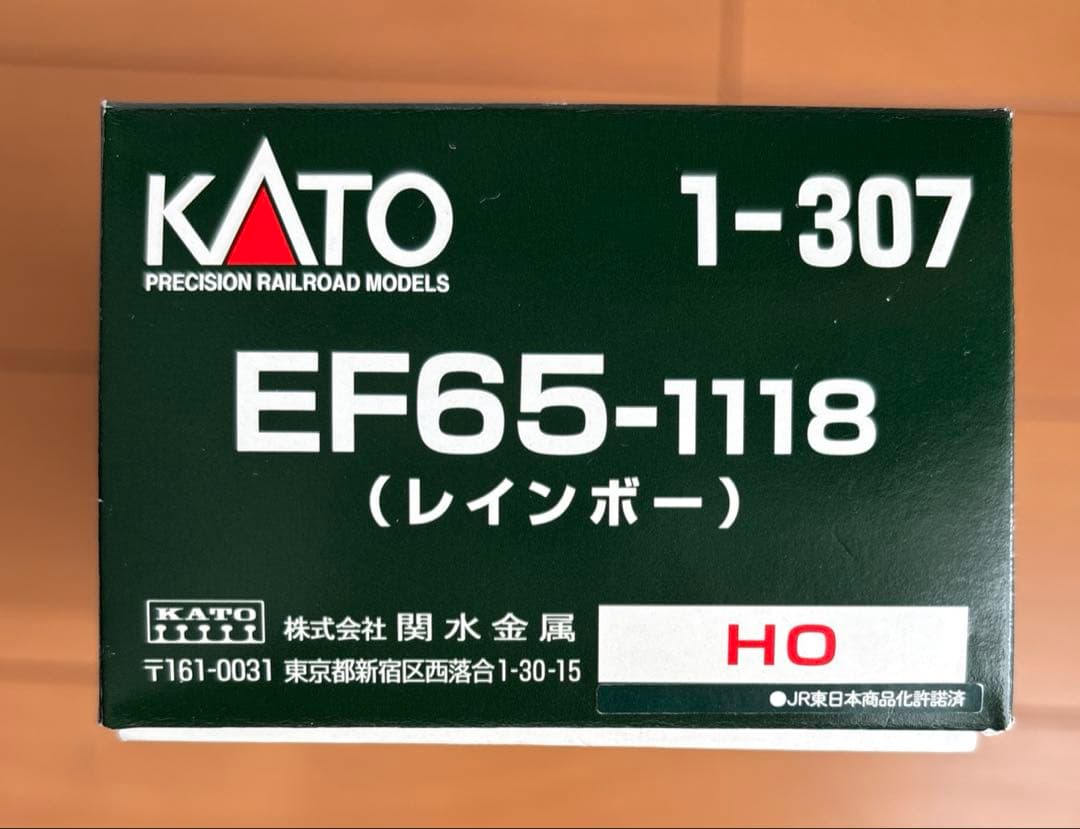 KATO
PRECISION RAILROAD MODELS
1-307
EF65-1118
(レインボー)
KATO
株式会社 関水金属
〒161-0031 東京都新宿区西落合1-30-15
HO
●JR東日本商品化許諾済